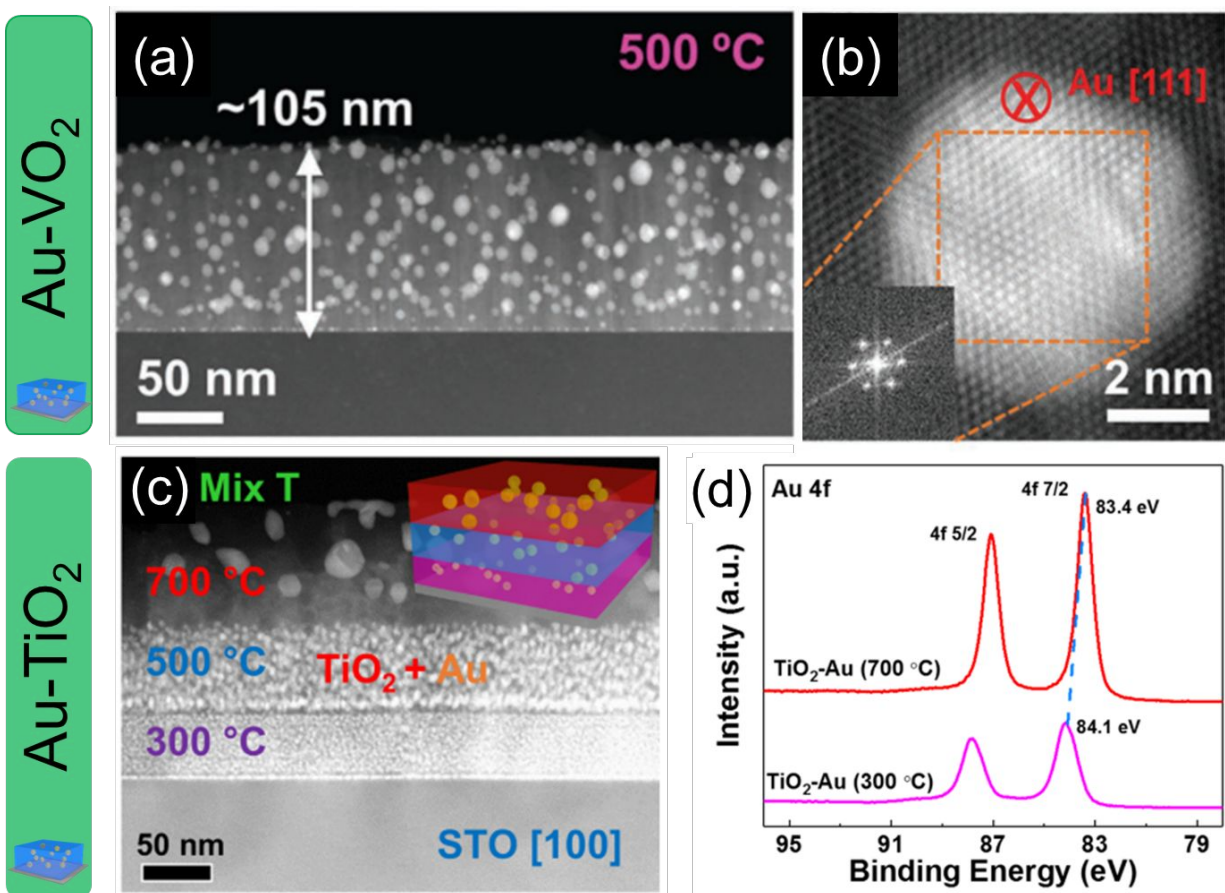 Au-VO₂
(a)
500 ºC
~105 nm
50 nm
(b)
Au [111]
2 nm
Au-TiO₂
(c)
Mix T
700 °C
500 °C
TiO₂ + Au
300 °C
50 nm
STO [100]
(d)
Au 4f
4f 7/2
83.4 eV
4f 5/2
TiO₂-Au (700 °C)
84.1 eV
TiO₂-Au (300 °C)
Intensity (a.u.)
95 91 87 83 79
Binding Energy (eV)